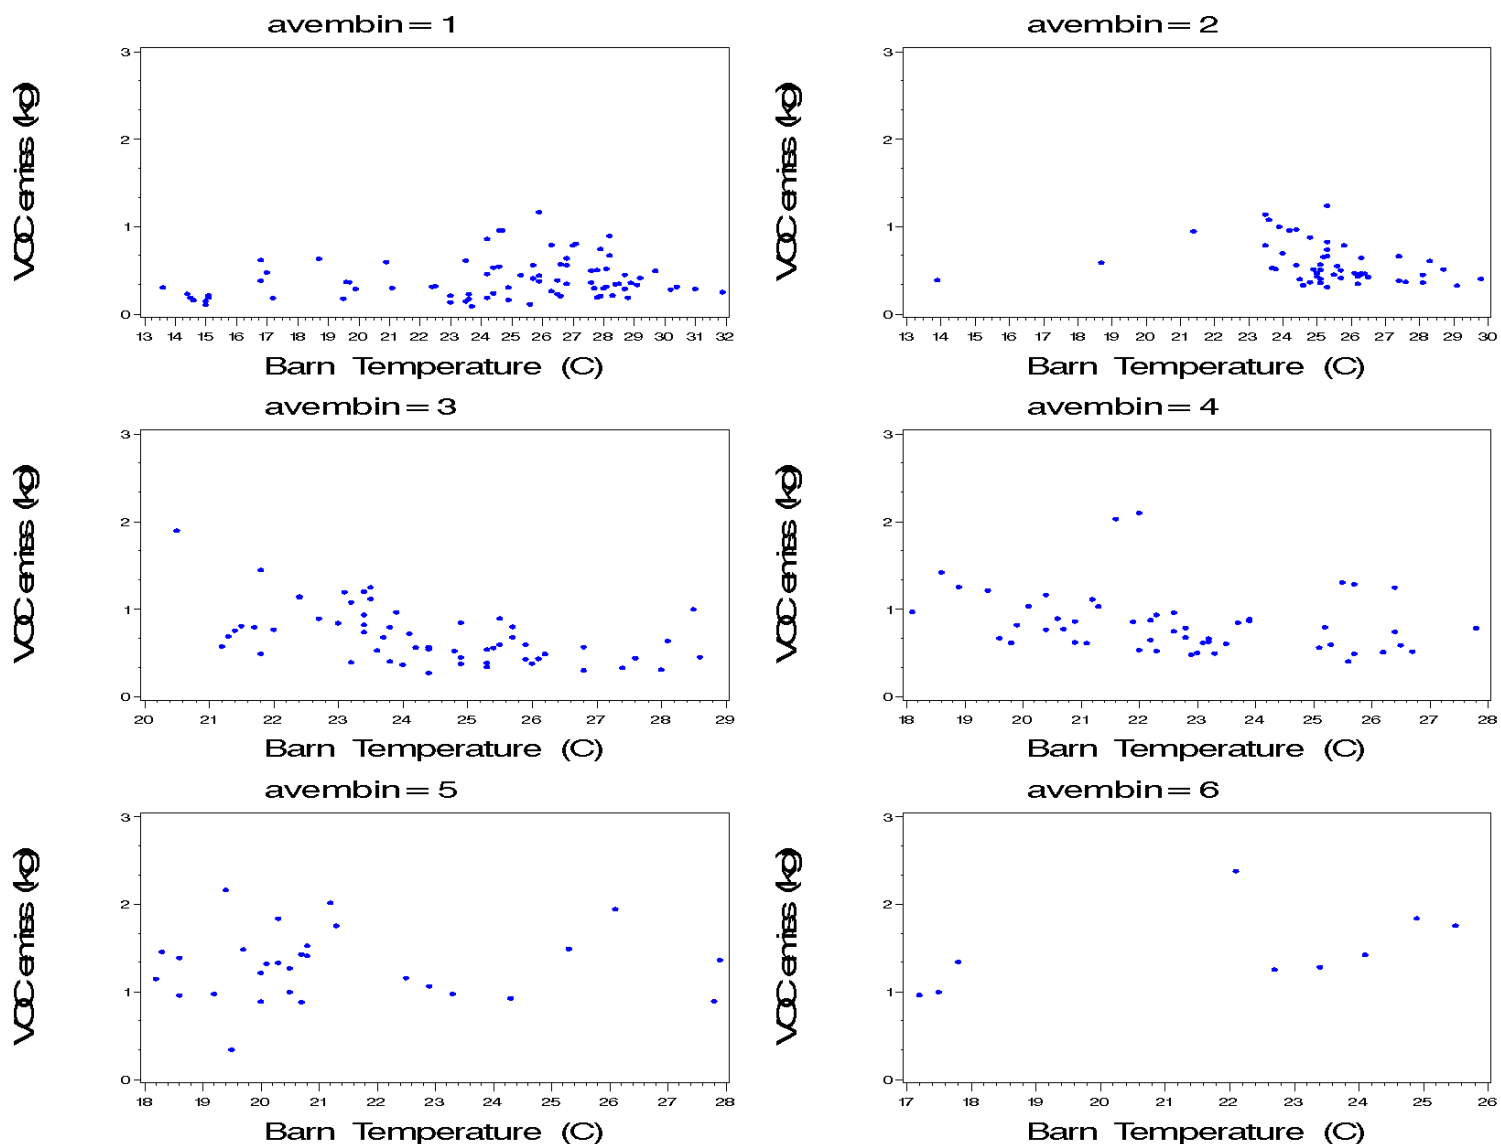 avembin= 1
VOC emiss (kg)
3
2
1
0
13 14 15 16 17 18 19 20 21 22 23 24 25 26 27 28 29 30 31 32
Barn Temperature (C)
avembin= 2
VOC emiss (kg)
3
2
1
0
13 14 15 16 17 18 19 20 21 22 23 24 25 26 27 28 29 30
Barn Temperature (C)
avembin= 3
VOC emiss (kg)
3
2
1
0
20 21 22 23 24 25 26 27 28 29
Barn Temperature (C)
avembin= 4
VOC emiss (kg)
3
2
1
0
18 19 20 21 22 23 24 25 26 27 28
Barn Temperature (C)
avembin= 5
VOC emiss (kg)
3
2
1
0
18 19 20 21 22 23 24 25 26 27 28
Barn Temperature (C)
avembin= 6
VOC emiss (kg)
3
2
1
0
17 18 19 20 21 22 23 24 25 26
Barn Temperature (C)